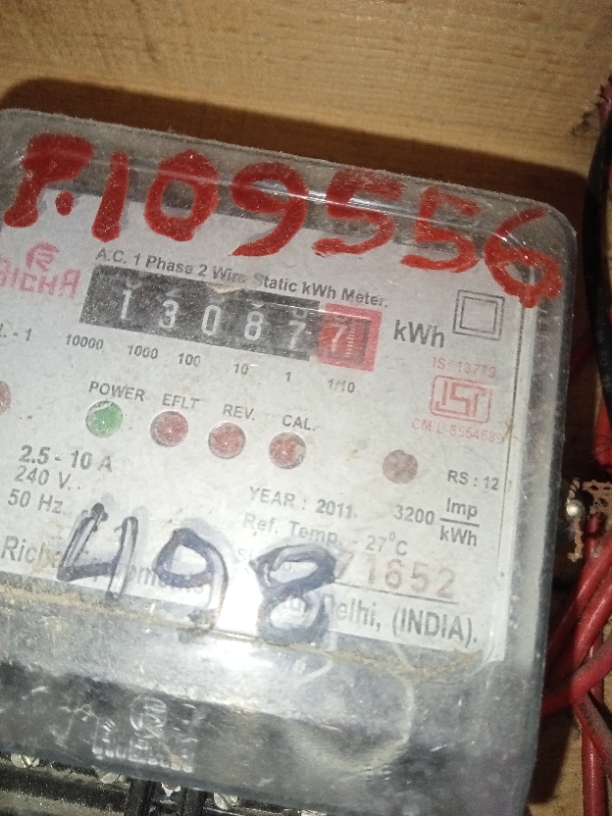 P.109556
RICHA
A.C. 1 Phase 2 Wire Static kWh Meter.
130877 kWh
10000 1000 100 10 1 1/10
IS: 13779
POWER EFLT REV. CAL.
2.5 - 10 A
240 V.
50 Hz
RS : 12
YEAR : 2011
3200 Imp/kWh
Ref. Temp. 27°C
498
1652
Delhi, (INDIA).